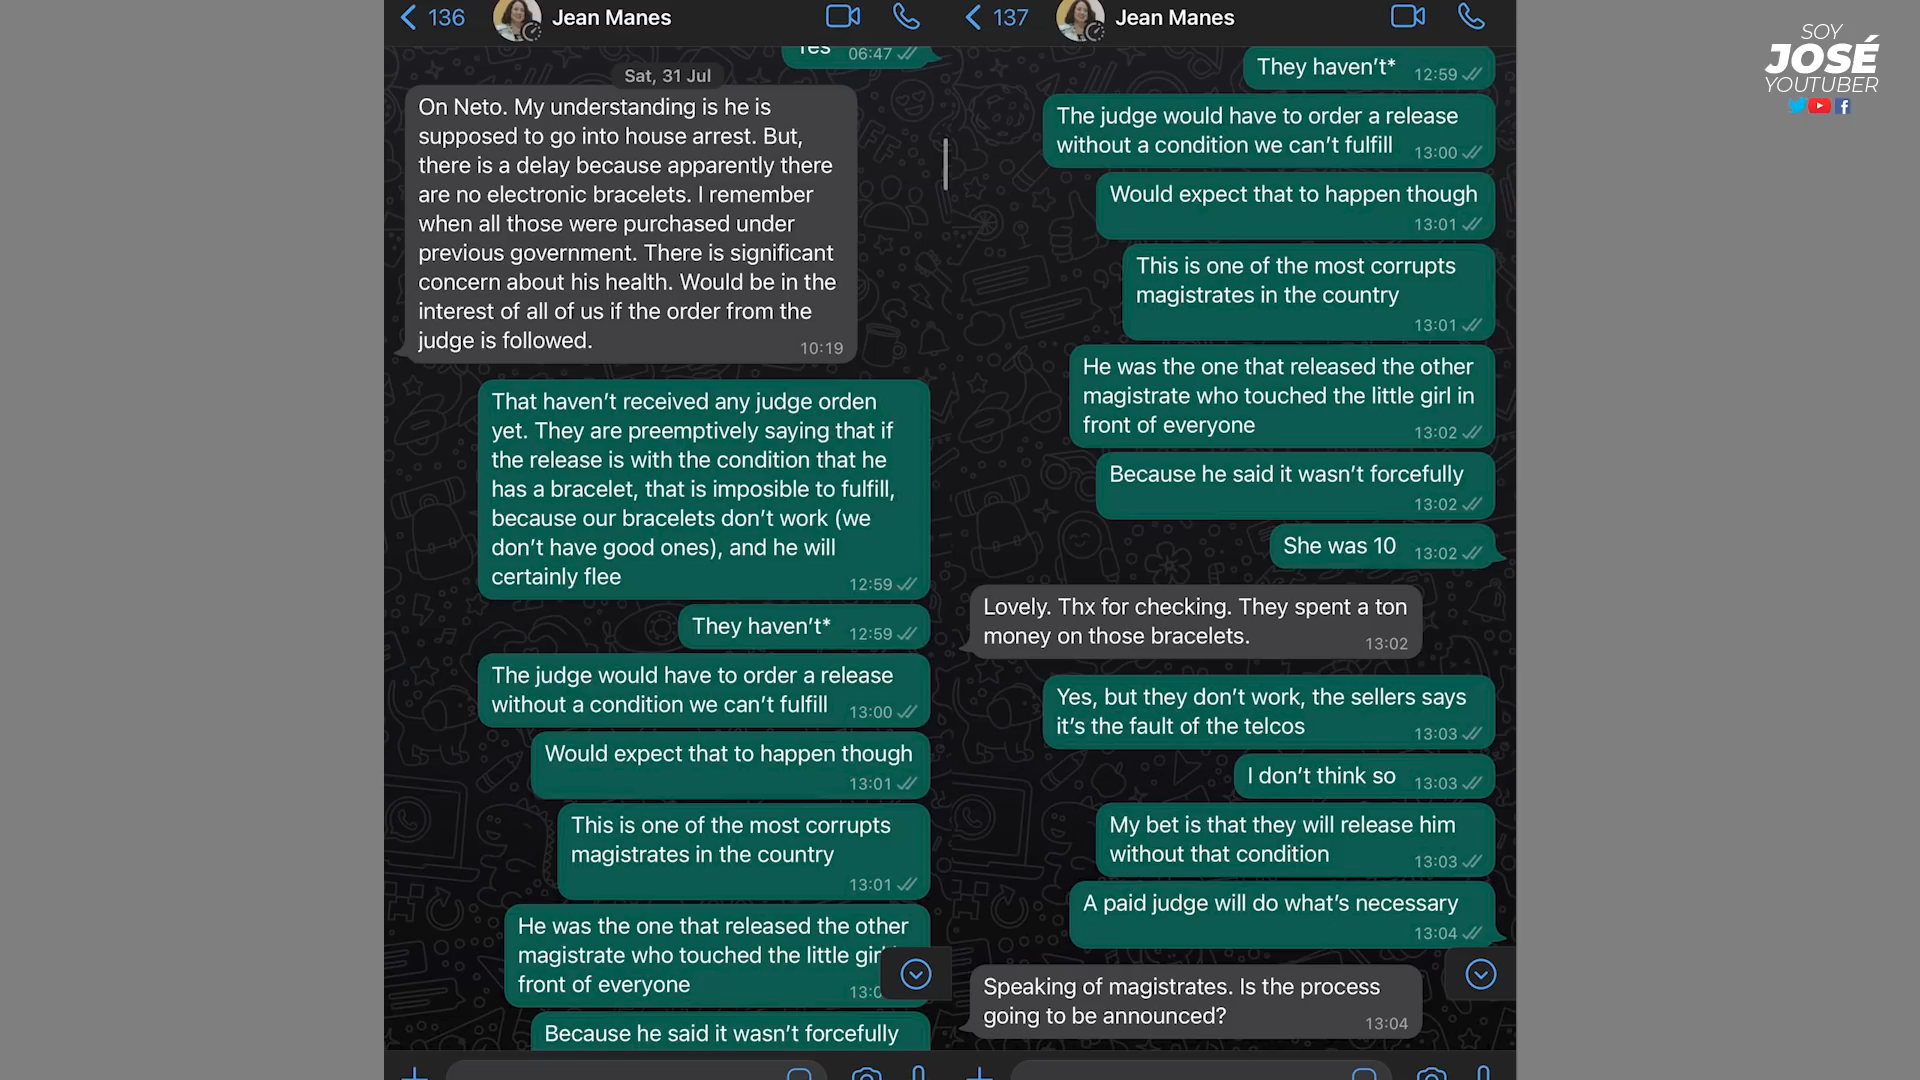 136
Jean Manes
Yes 06:47
Sat, 31 Jul
On Neto. My understanding is he is
supposed to go into house arrest. But,
there is a delay because apparently there
are no electronic bracelets. I remember
when all those were purchased under
previous government. There is significant
concern about his health. Would be in the
interest of all of us if the order from the
judge is followed.
10:19
That haven’t received any judge orden
yet. They are preemptively saying that if
the release is with the condition that he
has a bracelet, that is imposible to fulfill,
because our bracelets don’t work (we
don’t have good ones), and he will
certainly flee
12:59
They haven’t* 12:59
The judge would have to order a release
without a condition we can’t fulfill 13:00
Would expect that to happen though
13:01
This is one of the most corrupts
magistrates in the country
13:01
He was the one that released the other
magistrate who touched the little girl
front of everyone
13:0
Because he said it wasn’t forcefully
137
Jean Manes
They haven’t* 12:59
The judge would have to order a release
without a condition we can’t fulfill 13:00
Would expect that to happen though
13:01
This is one of the most corrupts
magistrates in the country
13:01
He was the one that released the other
magistrate who touched the little girl in
front of everyone 13:02
Because he said it wasn’t forcefully
13:02
She was 10 13:02
Lovely. Thx for checking. They spent a ton
money on those bracelets. 13:02
Yes, but they don’t work, the sellers says
it’s the fault of the telcos 13:03
I don’t think so 13:03
My bet is that they will release him
without that condition 13:03
A paid judge will do what’s necessary
13:04
Speaking of magistrates. Is the process
going to be announced? 13:04
SOY
JOSÉ
YOUTUBER